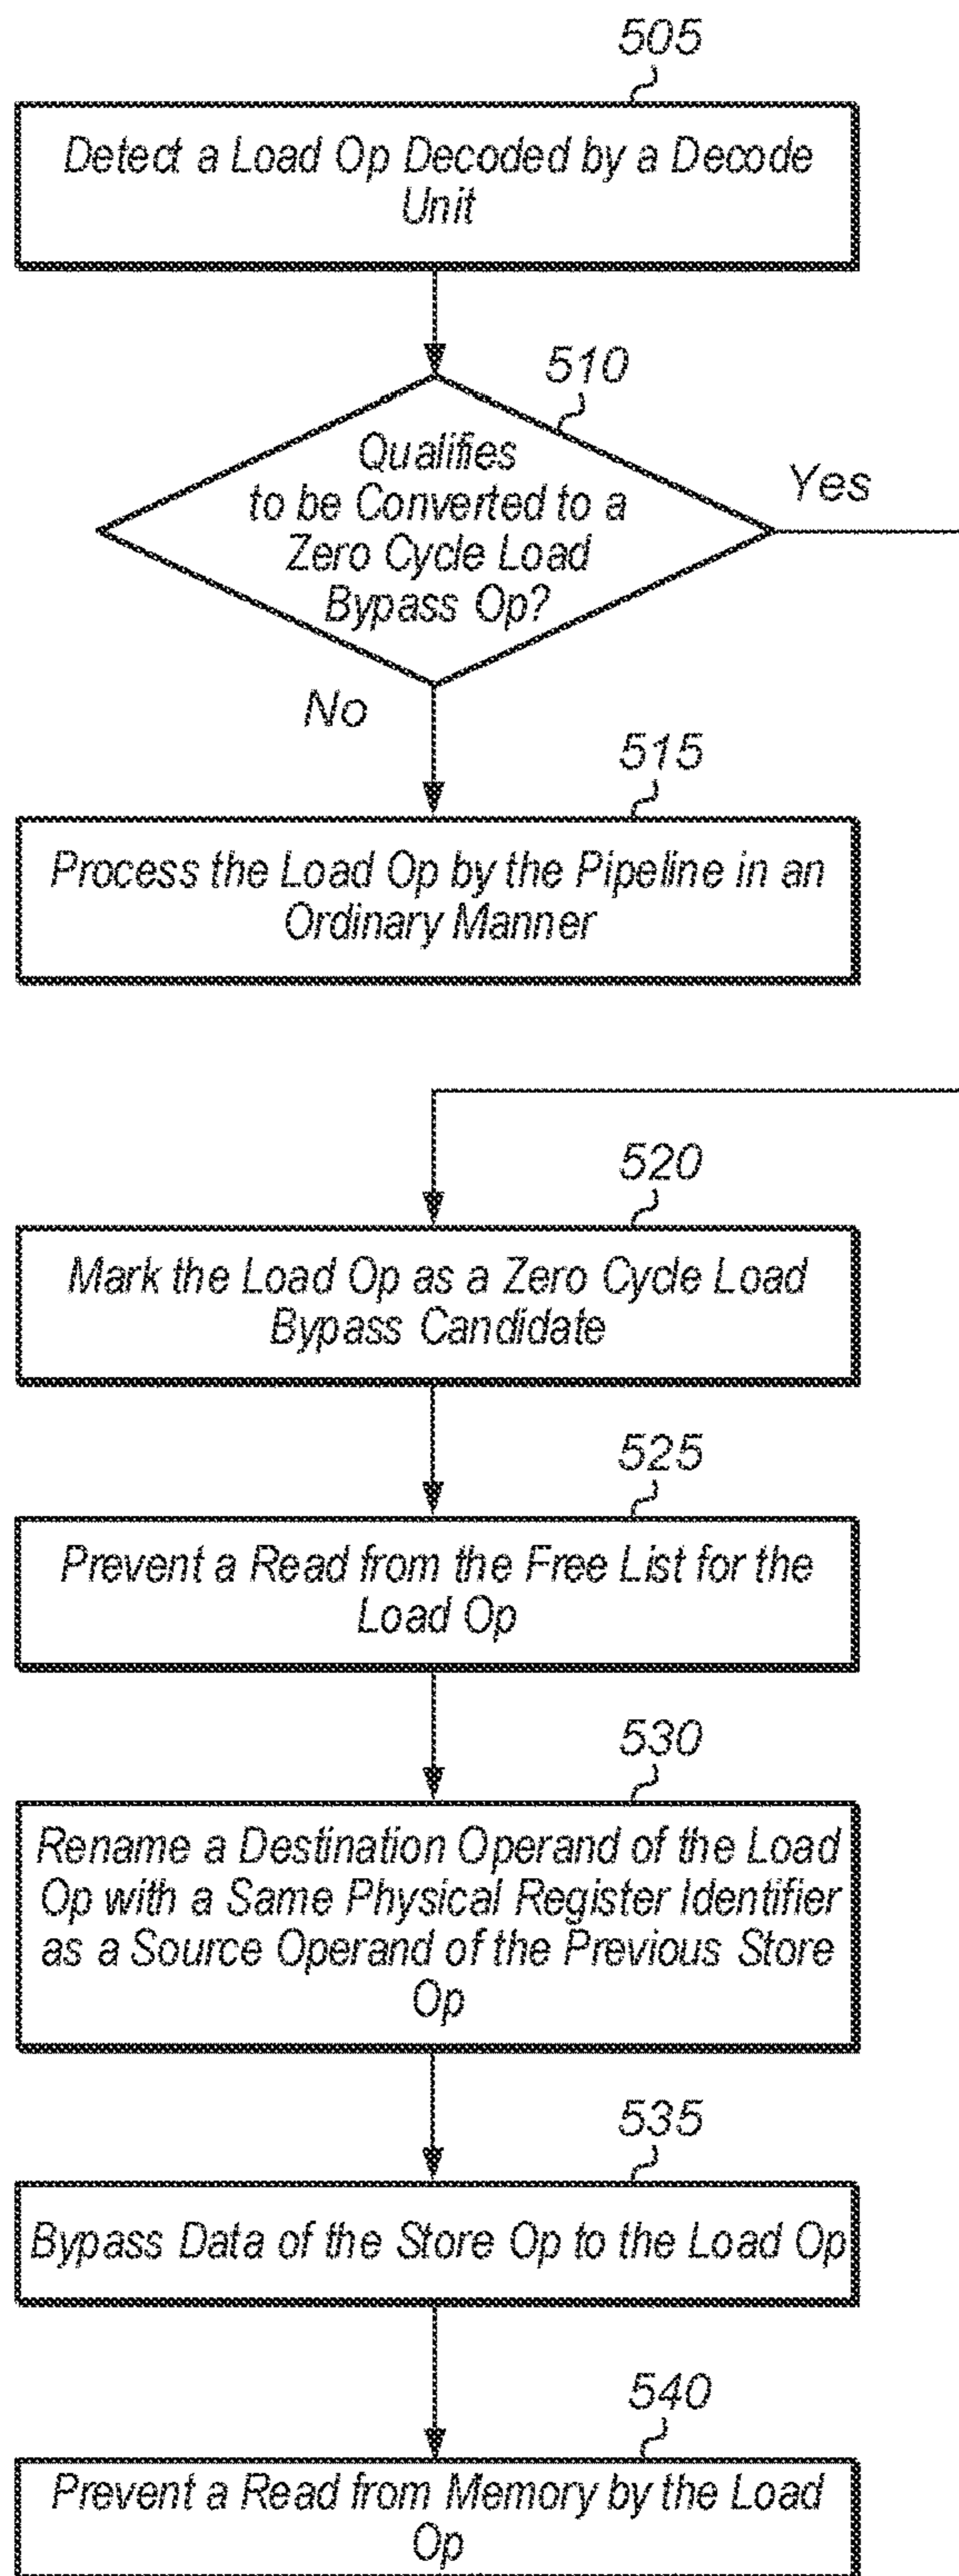 505
Detect a Load Op Decoded by a Decode
Unit
510
Qualifies
to be Converted to a
Zero Cycle Load
Bypass Op?
Yes
No
515
Process the Load Op by the Pipeline in an
Ordinary Manner
520
Mark the Load Op as a Zero Cycle Load
Bypass Candidate
525
Prevent a Read from the Free List for the
Load Op
530
Rename a Destination Operand of the Load
Op with a Same Physical Register Identifier
as a Source Operand of the Previous Store
Op
535
Bypass Data of the Store Op to the Load Op
540
Prevent a Read from Memory by the Load
Op